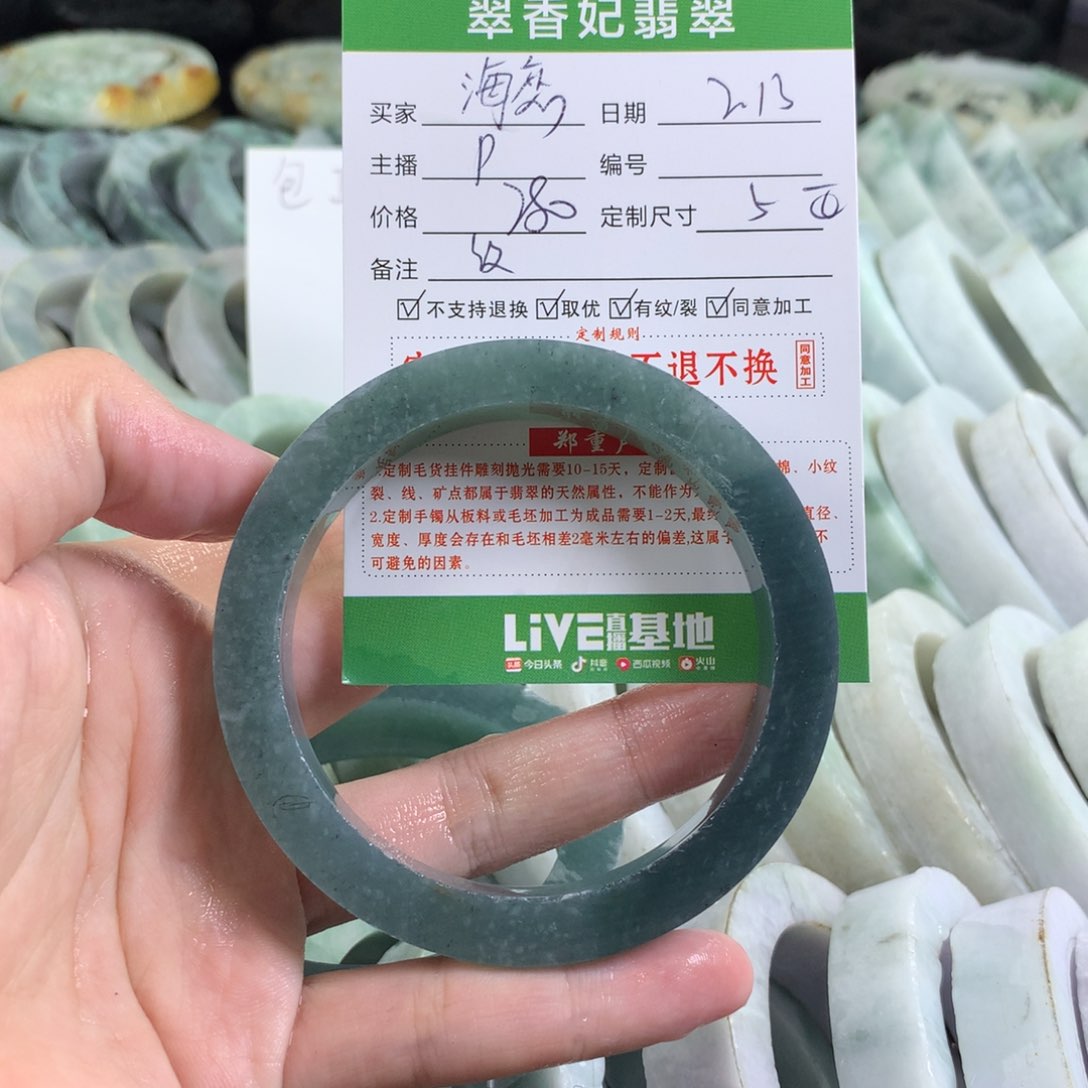 翠香妃翡翠
买家 海 日期 2.13
主播 P 编号
价格 280 定制尺寸 5
备注 纹
不支持退换 取优 有纹/裂 同意加工
定制规则
不退不换 同意加工
郑重
定制毛货挂件雕刻抛光需要10-15天，定制 棉、小纹
裂、线、矿点都属于翡翠的天然属性，不能作为
2.定制手镯从板料或毛坯加工为成品需要1-2天,最终 直径、
宽度、厚度会存在和毛坯相差2毫米左右的偏差,这属于 不
可避免的因素。
LiVE直播基地
今日头条 抖音 西瓜视频 火山
包